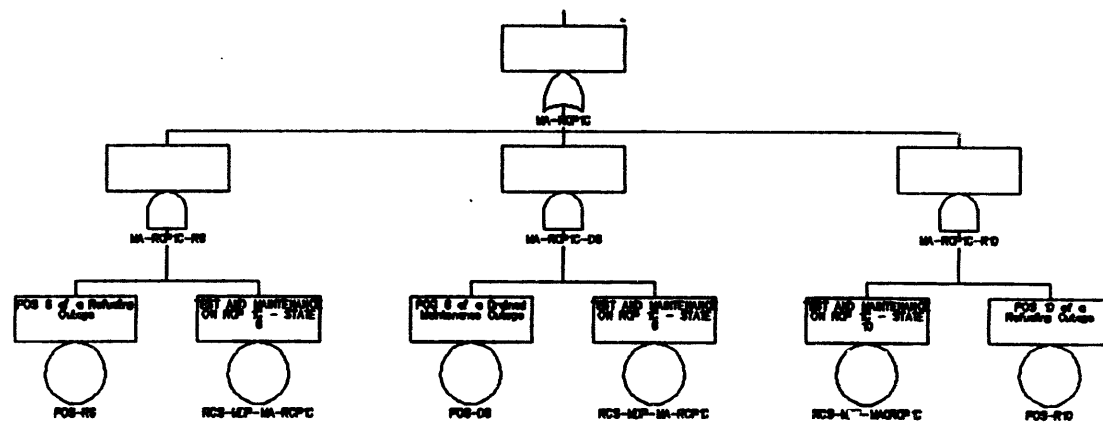 MA-RCP1C
MA-RCP1C-R6
MA-RCP1C-D6
MA-RCP1C-R10
POS 6 of a Refueling
Outage
TEST AND MAINTENANCE
ON RCP - STATE
6
POS 6 of a Drained
Maintenance Outage
TEST AND MAINTENANCE
ON RCP - STATE
6
TEST AND MAINTENANCE
ON RCP - STATE
10
POS 10 of a
Refueling Outage
POS-R6
RCS-MDP-MA-RCP1C
POS-D6
RCS-MDP-MA-RCP1C
POS-R10